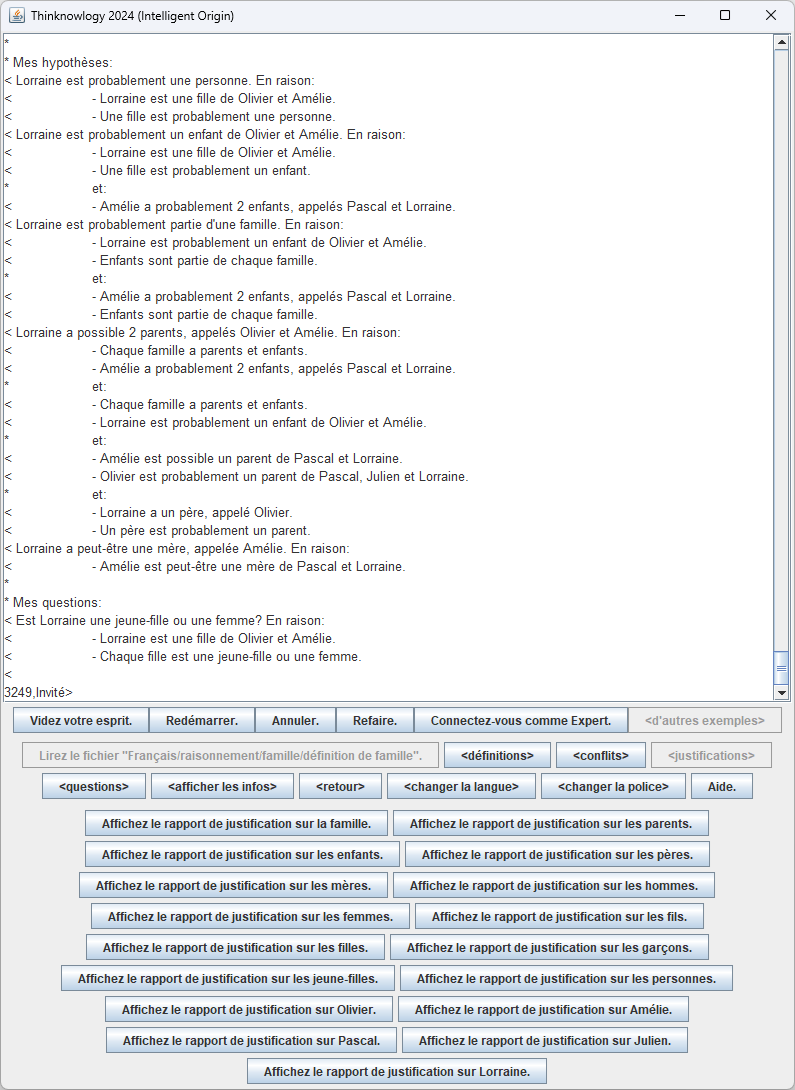 Thinknowlogy 2024 (Intelligent Origin)
*
* Mes hypothèses:
< Lorraine est probablement une personne. En raison:
< - Lorraine est une fille de Olivier et Amélie.
< - Une fille est probablement une personne.
< Lorraine est probablement un enfant de Olivier et Amélie. En raison:
< - Lorraine est une fille de Olivier et Amélie.
< - Une fille est probablement un enfant.
* et:
< - Amélie a probablement 2 enfants, appelés Pascal et Lorraine.
< Lorraine est probablement partie d'une famille. En raison:
< - Lorraine est probablement un enfant de Olivier et Amélie.
< - Enfants sont partie de chaque famille.
* et:
< - Amélie a probablement 2 enfants, appelés Pascal et Lorraine.
< - Enfants sont partie de chaque famille.
< Lorraine a possible 2 parents, appelés Olivier et Amélie. En raison:
< - Chaque famille a parents et enfants.
< - Amélie a probablement 2 enfants, appelés Pascal et Lorraine.
* et:
< - Chaque famille a parents et enfants.
< - Lorraine est probablement un enfant de Olivier et Amélie.
* et:
< - Amélie est possible un parent de Pascal et Lorraine.
< - Olivier est probablement un parent de Pascal, Julien et Lorraine.
* et:
< - Lorraine a un père, appelé Olivier.
< - Un père est probablement un parent.
< Lorraine a peut-être une mère, appelée Amélie. En raison:
< - Amélie est peut-être une mère de Pascal et Lorraine.
*
* Mes questions:
< Est Lorraine une jeune-fille ou une femme? En raison:
< - Lorraine est une fille de Olivier et Amélie.
< - Chaque fille est une jeune-fille ou une femme.
<
3249,Invité>
Videz votre esprit. Redémarrer. Annuler. Refaire. Connectez-vous comme Expert. <d'autres exemples>
Lirez le fichier "Français/raisonnement/famille/définition de famille". <définitions> <conflits> <justifications>
<questions> <afficher les infos> <retour> <changer la langue> <changer la police> Aide.
Affichez le rapport de justification sur la famille. Affichez le rapport de justification sur les parents.
Affichez le rapport de justification sur les enfants. Affichez le rapport de justification sur les pères.
Affichez le rapport de justification sur les mères. Affichez le rapport de justification sur les hommes.
Affichez le rapport de justification sur les femmes. Affichez le rapport de justification sur les fils.
Affichez le rapport de justification sur les filles. Affichez le rapport de justification sur les garçons.
Affichez le rapport de justification sur les jeune-filles. Affichez le rapport de justification sur les personnes.
Affichez le rapport de justification sur Olivier. Affichez le rapport de justification sur Amélie.
Affichez le rapport de justification sur Pascal. Affichez le rapport de justification sur Julien.
Affichez le rapport de justification sur Lorraine.